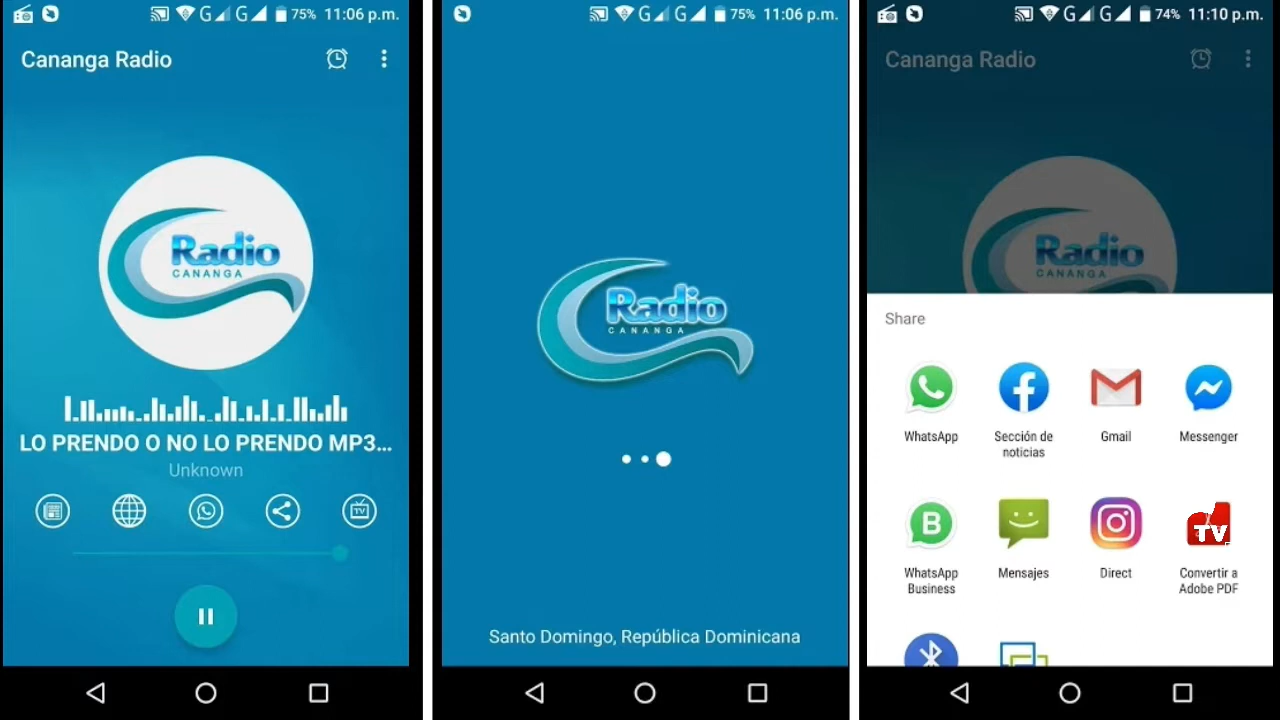 G G 75% 11:06 p.m.
Cananga Radio
Radio
CANANGA
LO PRENDO O NO LO PRENDO MP3...
Unknown
TV
G G 75% 11:06 p.m.
Radio
CANANGA
Santo Domingo, República Dominicana
G G 74% 11:10 p.m.
Cananga Radio
Radio
CANANGA
Share
WhatsApp
Sección de
noticias
Gmail
Messenger
B
TV
WhatsApp
Business
Mensajes
Direct
Convertir a
Adobe PDF